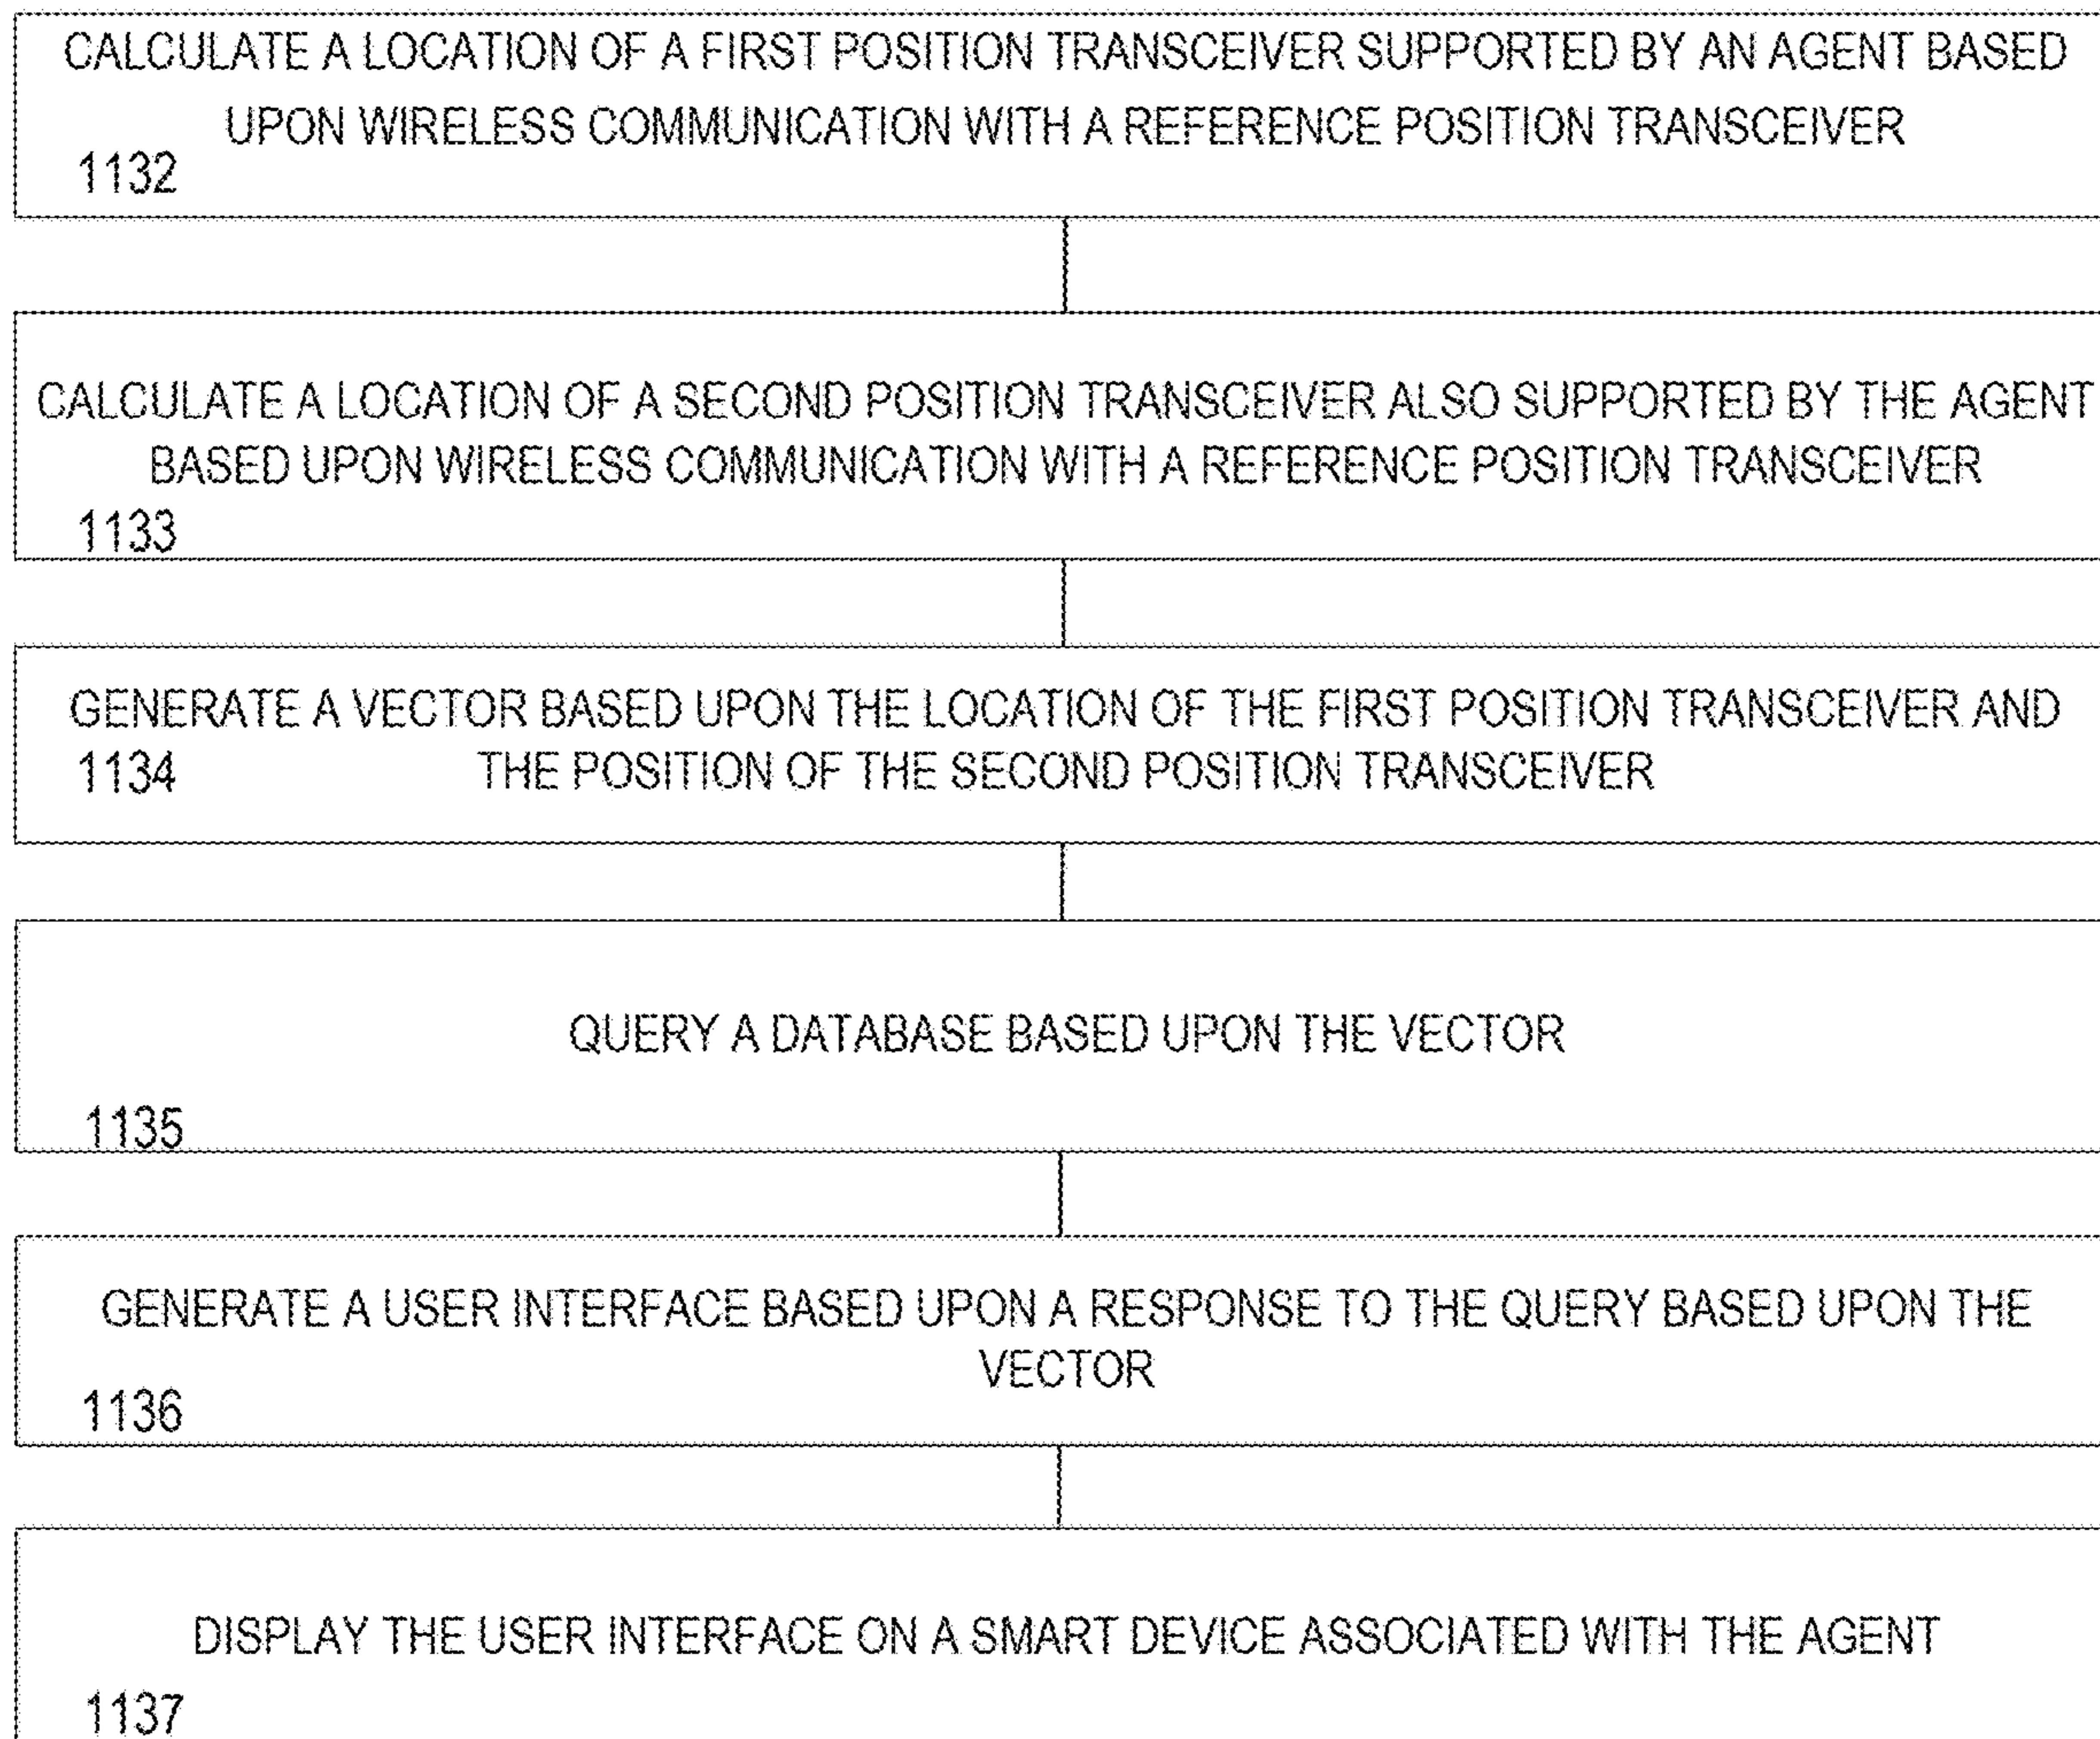 CALCULATE A LOCATION OF A FIRST POSITION TRANSCEIVER SUPPORTED BY AN AGENT BASED
UPON WIRELESS COMMUNICATION WITH A REFERENCE POSITION TRANSCEIVER
1132
CALCULATE A LOCATION OF A SECOND POSITION TRANSCEIVER ALSO SUPPORTED BY THE AGENT
BASED UPON WIRELESS COMMUNICATION WITH A REFERENCE POSITION TRANSCEIVER
1133
GENERATE A VECTOR BASED UPON THE LOCATION OF THE FIRST POSITION TRANSCEIVER AND
1134 THE POSITION OF THE SECOND POSITION TRANSCEIVER
QUERY A DATABASE BASED UPON THE VECTOR
1135
GENERATE A USER INTERFACE BASED UPON A RESPONSE TO THE QUERY BASED UPON THE
VECTOR
1136
DISPLAY THE USER INTERFACE ON A SMART DEVICE ASSOCIATED WITH THE AGENT
1137